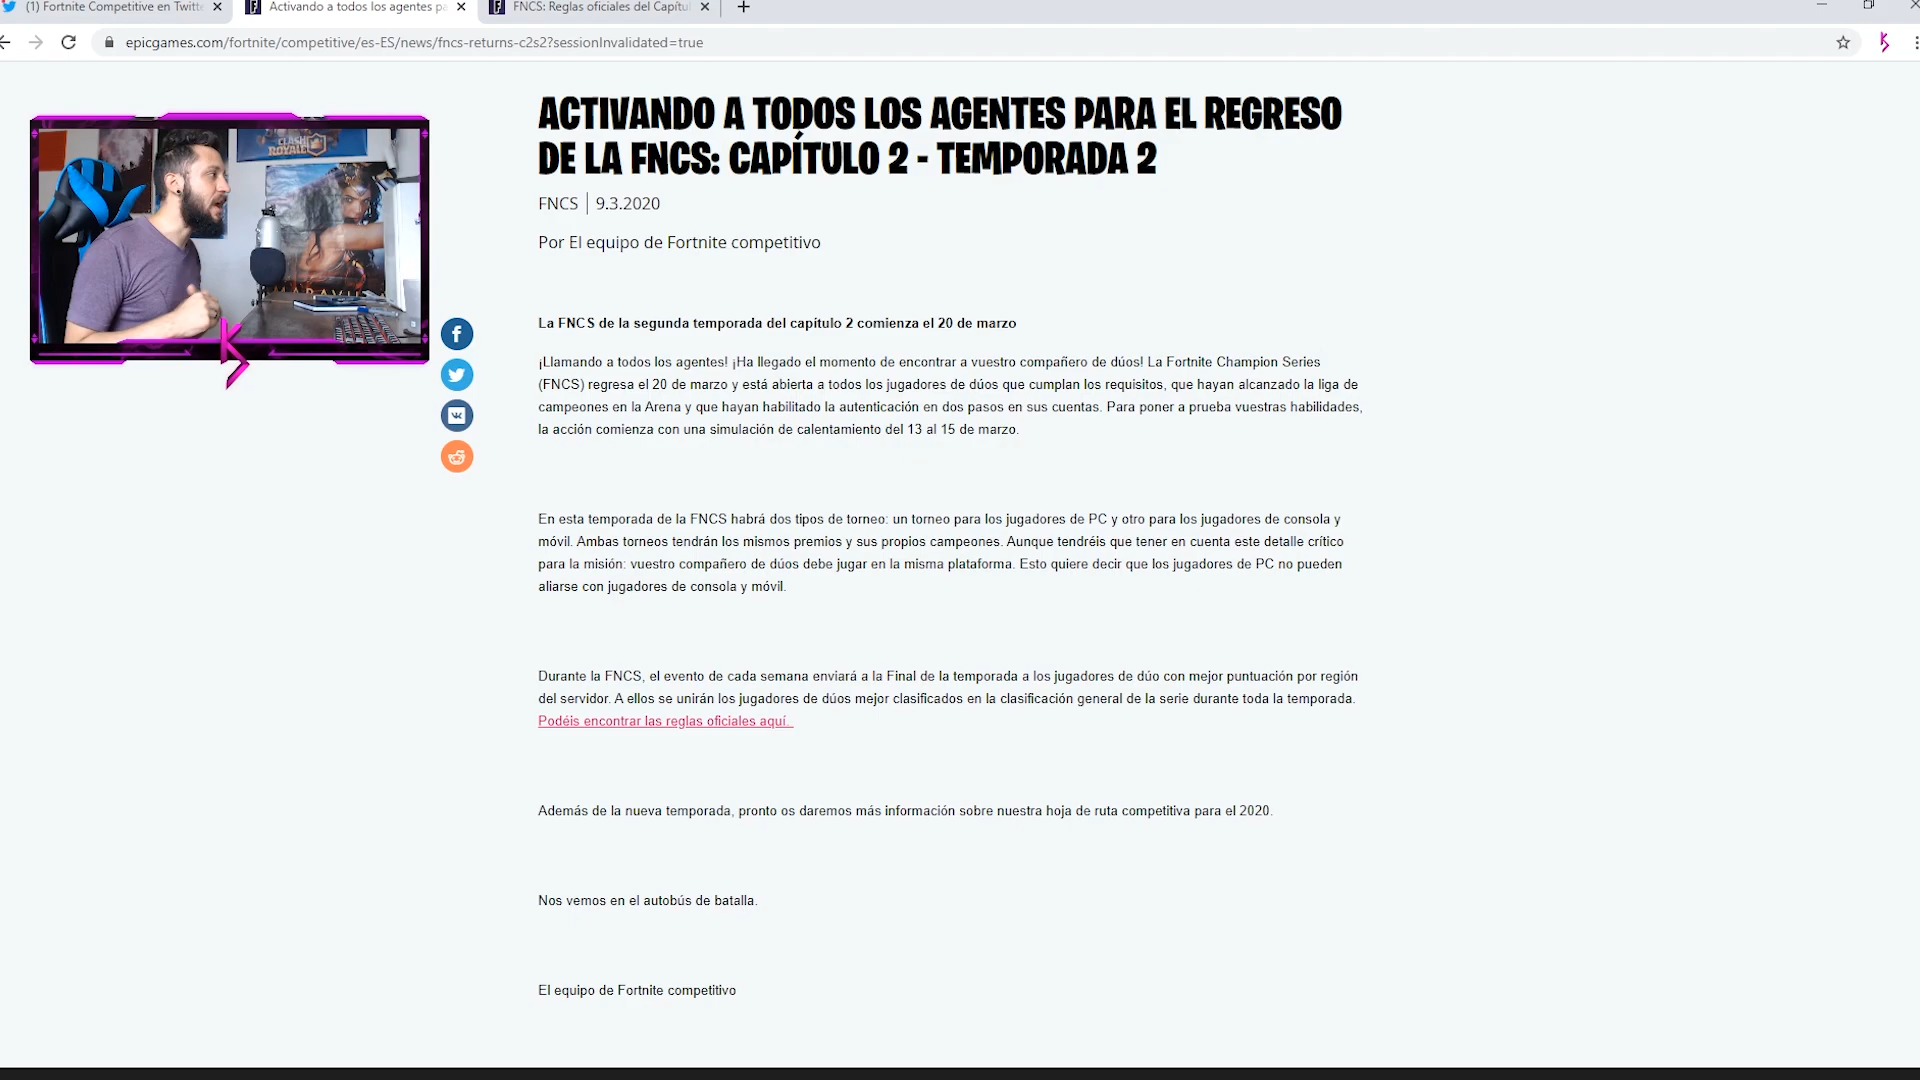 (1) Fortnite Competitive en Twitte
Activando a todos los agentes pa
FNCS: Reglas oficiales del Capítul
epicgames.com/fortnite/competitive/es-ES/news/fncs-returns-c2s2?sessionInvalidated=true
ACTIVANDO A TODOS LOS AGENTES PARA EL REGRESO
DE LA FNCS: CAPÍTULO 2 - TEMPORADA 2
FNCS | 9.3.2020
Por El equipo de Fortnite competitivo
CLASH
ROYALE
MARAVI
La FNCS de la segunda temporada del capítulo 2 comienza el 20 de marzo
¡Llamando a todos los agentes! ¡Ha llegado el momento de encontrar a vuestro compañero de dúos! La Fortnite Champion Series
(FNCS) regresa el 20 de marzo y está abierta a todos los jugadores de dúos que cumplan los requisitos, que hayan alcanzado la liga de
campeones en la Arena y que hayan habilitado la autenticación en dos pasos en sus cuentas. Para poner a prueba vuestras habilidades,
la acción comienza con una simulación de calentamiento del 13 al 15 de marzo.
En esta temporada de la FNCS habrá dos tipos de torneo: un torneo para los jugadores de PC y otro para los jugadores de consola y
móvil. Ambas torneos tendrán los mismos premios y sus propios campeones. Aunque tendréis que tener en cuenta este detalle crítico
para la misión: vuestro compañero de dúos debe jugar en la misma plataforma. Esto quiere decir que los jugadores de PC no pueden
aliarse con jugadores de consola y móvil.
Durante la FNCS, el evento de cada semana enviará a la Final de la temporada a los jugadores de dúo con mejor puntuación por región
del servidor. A ellos se unirán los jugadores de dúos mejor clasificados en la clasificación general de la serie durante toda la temporada.
Podéis encontrar las reglas oficiales aquí.
Además de la nueva temporada, pronto os daremos más información sobre nuestra hoja de ruta competitiva para el 2020.
Nos vemos en el autobús de batalla.
El equipo de Fortnite competitivo